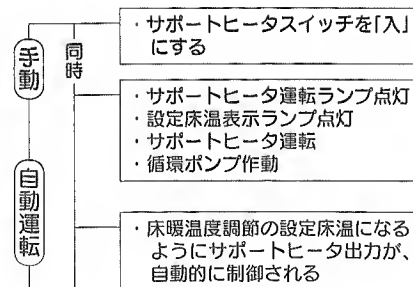 ・サポートヒータスイッチを「入」
にする
手動
同時
・サポートヒータ運転ランプ点灯
・設定床温表示ランプ点灯
・サポートヒータ運転
・循環ポンプ作動
自動運転
・床暖温度調節の設定床温になる
ようにサポートヒータ出力が、
自動的に制御される